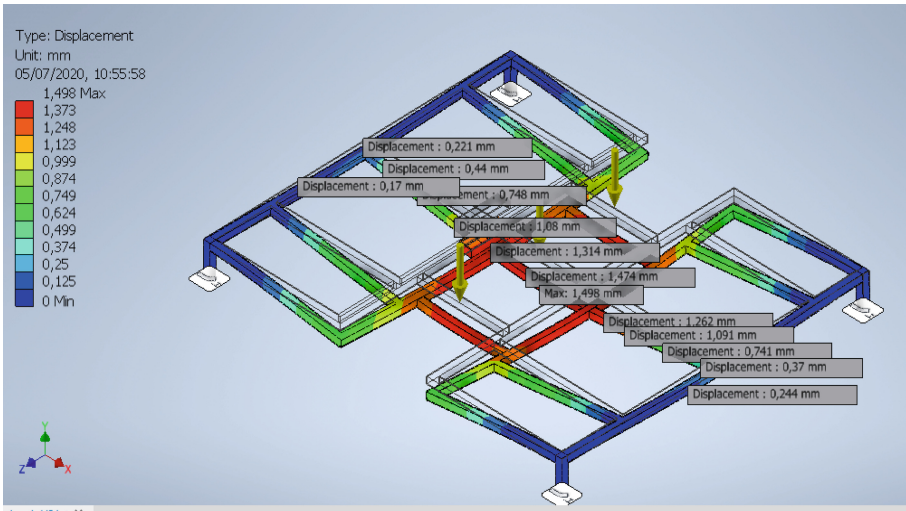 Type: Displacement
Unit: mm
05/07/2020, 10:55:58
1,498 Max
1,373
1,248
1,123
0,999
0,874
0,749
0,624
0,499
0,374
0,25
0,125
0 Min
Displacement : 0,221 mm
Displacement : 0,44 mm
Displacement : 0,17 mm
0,748 mm
Displacement : 1,08 mm
Displacement : 1,314 mm
Displacement : 1,474 mm
Max: 1,498 mm
Displacement : 1,262 mm
Displacement : 1,091 mm
Displacement : 0,741 mm
Displacement : 0,37 mm
Displacement : 0,244 mm
Y
Z
X